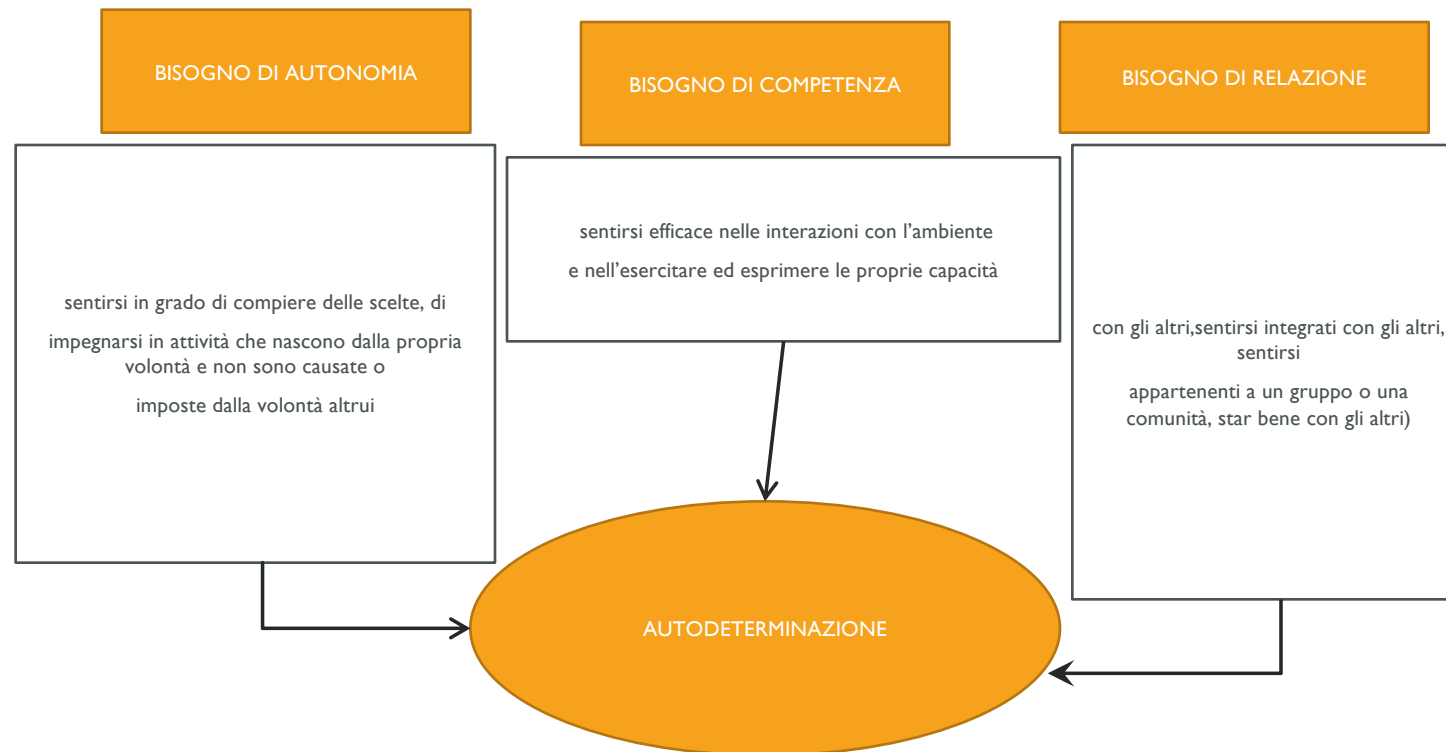 BISOGNO DI AUTONOMIA
sentirsi in grado di compiere delle scelte, di
impegnarsi in attività che nascono dalla propria
volontà e non sono causate o
imposte dalla volontà altrui
BISOGNO DI COMPETENZA
sentirsi efficace nelle interazioni con l’ambiente
e nell’esercitare ed esprimere le proprie capacità
BISOGNO DI RELAZIONE
con gli altri,sentirsi integrati con gli altri,
sentirsi
appartenenti a un gruppo o una
comunità, star bene con gli altri)
AUTODETERMINAZIONE